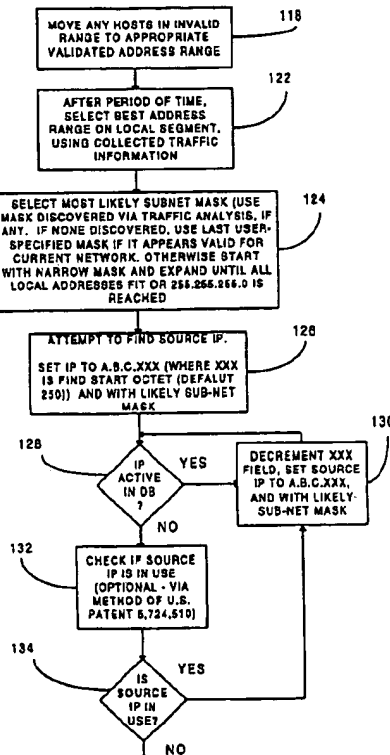 118
MOVE ANY HOSTS IN INVALID
RANGE TO APPROPRIATE
VALIDATED ADDRESS RANGE
122
AFTER PERIOD OF TIME,
SELECT BEST ADDRESS
RANGE ON LOCAL SEGMENT,
USING COLLECTED TRAFFIC
INFORMATION
124
SELECT MOST LIKELY SUBNET MASK (USE
MASK DISCOVERED VIA TRAFFIC ANALYSIS, IF
ANY. IF NONE DISCOVERED, USE LAST USER-
SPECIFIED MASK IF IT APPEARS VALID FOR
CURRENT NETWORK. OTHERWISE START
WITH NARROW MASK AND EXPAND UNTIL ALL
LOCAL ADDRESSES FIT OR 255.255.255.0 IS
REACHED
126
ATTEMPT TO FIND SOURCE IP.
SET IP TO A.B.C.XXX (WHERE XXX
IS FIND START OCTET (DEFALUT
250)) AND WITH LIKELY SUB-NET
MASK
128
IP
ACTIVE
IN DB
?
YES
NO
130
DECREMENT XXX
FIELD, SET SOURCE
IP TO A.B.C.XXX,
AND WITH LIKELY-
SUB-NET MASK
132
CHECK IF SOURCE
IP IS IN USE
(OPTIONAL - VIA
METHOD OF U.S.
PATENT 5,724,510)
134
IS
SOURCE
IP IN
USE?
YES
NO